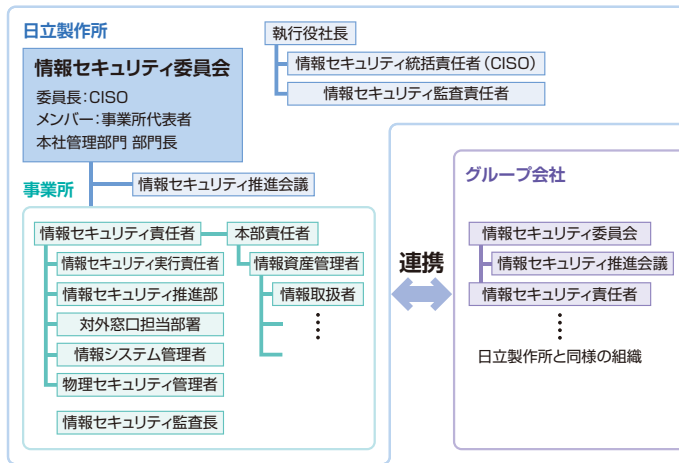 日立製作所
情報セキュリティ委員会
委員長：CISO
メンバー：事業所代表者
本社管理部門 部門長
執行役社長
情報セキュリティ統括責任者（CISO）
情報セキュリティ監査責任者
情報セキュリティ推進会議
事業所
情報セキュリティ責任者
本部責任者
情報セキュリティ実行責任者
情報資産管理者
情報セキュリティ推進部
情報取扱者
対外窓口担当部署
情報システム管理者
物理セキュリティ管理者
情報セキュリティ監査長
連携
グループ会社
情報セキュリティ委員会
情報セキュリティ推進会議
情報セキュリティ責任者
日立製作所と同様の組織